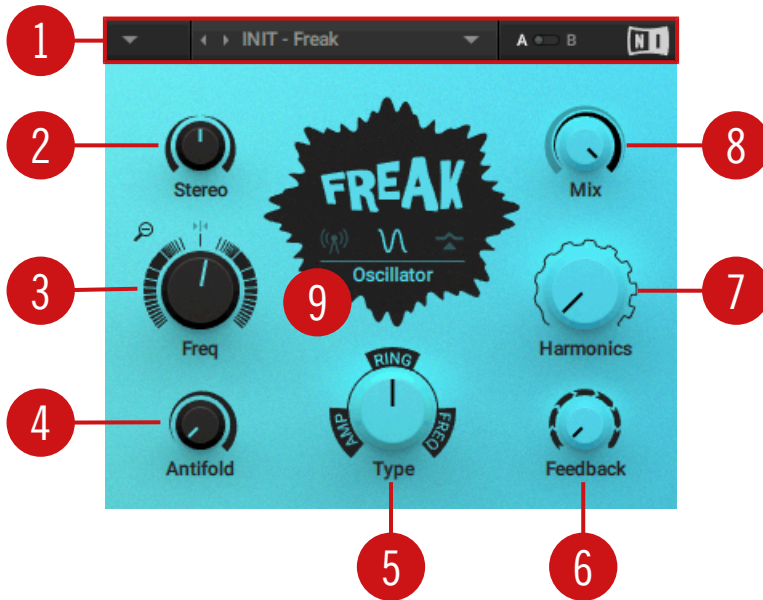 1
INIT - Freak
A B
NI
2
Stereo
FREAK
8
Mix
3
Freq
Oscillator
9
7
Harmonics
4
Antifold
RING
AMP
FREQ
Type
Feedback
5
6